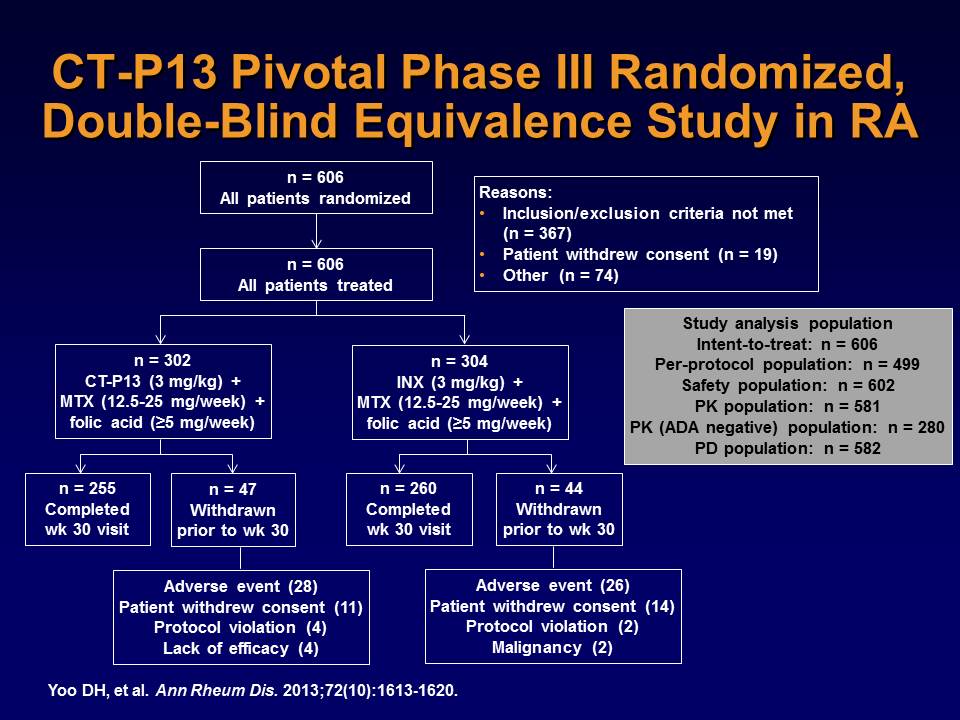 CT-P13 Pivotal Phase III Randomized,
Double-Blind Equivalence Study in RA
n = 606
All patients randomized
Reasons:
• Inclusion/exclusion criteria not met
(n = 367)
• Patient withdrew consent (n = 19)
• Other (n = 74)
n = 606
All patients treated
Study analysis population
Intent-to-treat: n = 606
Per-protocol population: n = 499
Safety population: n = 602
PK population: n = 581
PK (ADA negative) population: n = 280
PD population: n = 582
n = 302
CT-P13 (3 mg/kg) +
MTX (12.5-25 mg/week) +
folic acid (≥5 mg/week)
n = 304
INX (3 mg/kg) +
MTX (12.5-25 mg/week) +
folic acid (≥5 mg/week)
n = 255
Completed
wk 30 visit
n = 47
Withdrawn
prior to wk 30
n = 260
Completed
wk 30 visit
n = 44
Withdrawn
prior to wk 30
Adverse event (28)
Patient withdrew consent (11)
Protocol violation (4)
Lack of efficacy (4)
Adverse event (26)
Patient withdrew consent (14)
Protocol violation (2)
Malignancy (2)
Yoo DH, et al. Ann Rheum Dis. 2013;72(10):1613-1620.